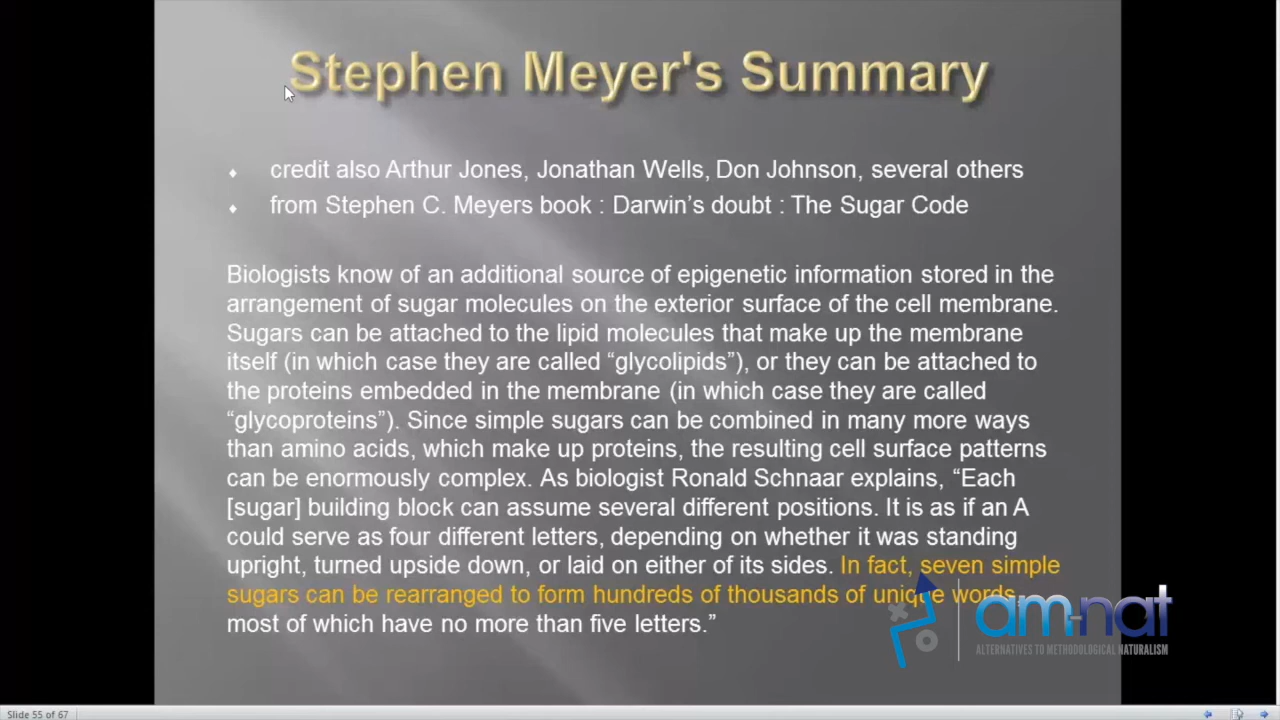 Stephen Meyer's Summary
credit also Arthur Jones, Jonathan Wells, Don Johnson, several others
from Stephen C. Meyers book : Darwin’s doubt : The Sugar Code
Biologists know of an additional source of epigenetic information stored in the
arrangement of sugar molecules on the exterior surface of the cell membrane.
Sugars can be attached to the lipid molecules that make up the membrane
itself (in which case they are called “glycolipids”), or they can be attached to
the proteins embedded in the membrane (in which case they are called
“glycoproteins”). Since simple sugars can be combined in many more ways
than amino acids, which make up proteins, the resulting cell surface patterns
can be enormously complex. As biologist Ronald Schnaar explains, “Each
[sugar] building block can assume several different positions. It is as if an A
could serve as four different letters, depending on whether it was standing
upright, turned upside down, or laid on either of its sides. In fact, seven simple
sugars can be rearranged to form hundreds of thousands of unique words,
most of which have no more than five letters.”
am-nat
ALTERNATIVES TO METHODOLOGICAL NATURALISM
Slide 55 of 67